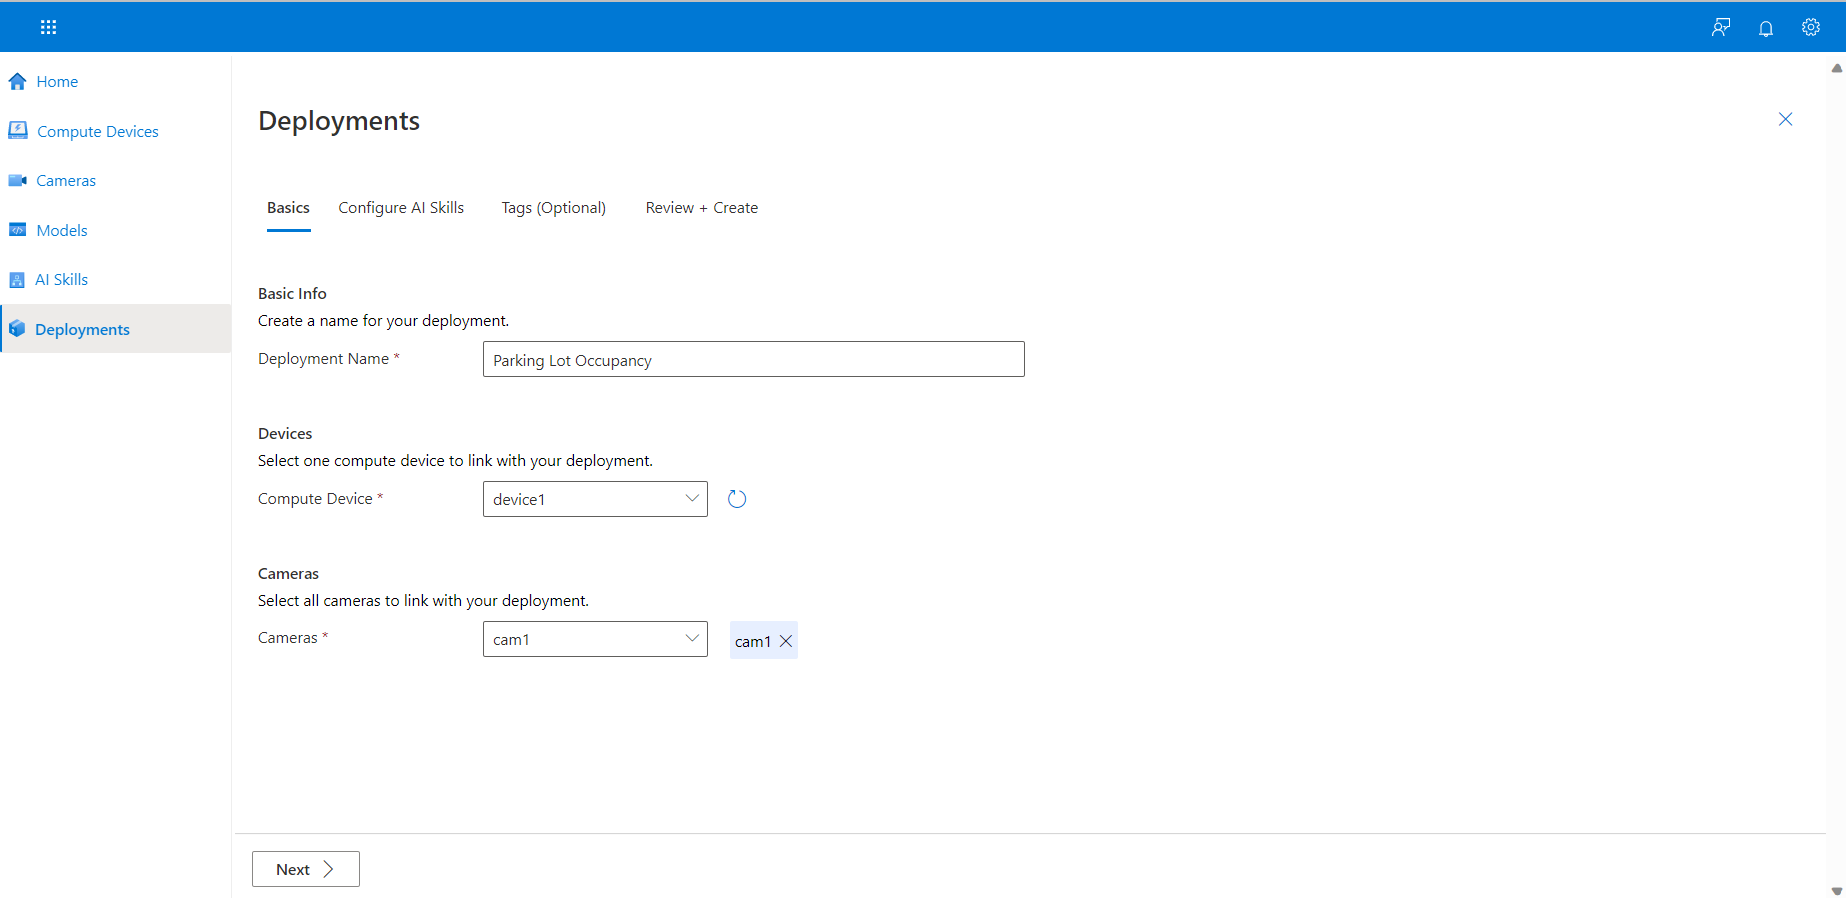 Home
Compute Devices
Cameras
Models
AI Skills
Deployments
Deployments
Basics
Configure AI Skills
Tags (Optional)
Review + Create
Basic Info
Create a name for your deployment.
Deployment Name *
Parking Lot Occupancy
Devices
Select one compute device to link with your deployment.
Compute Device *
device1
Cameras
Select all cameras to link with your deployment.
Cameras *
cam1
cam1
Next